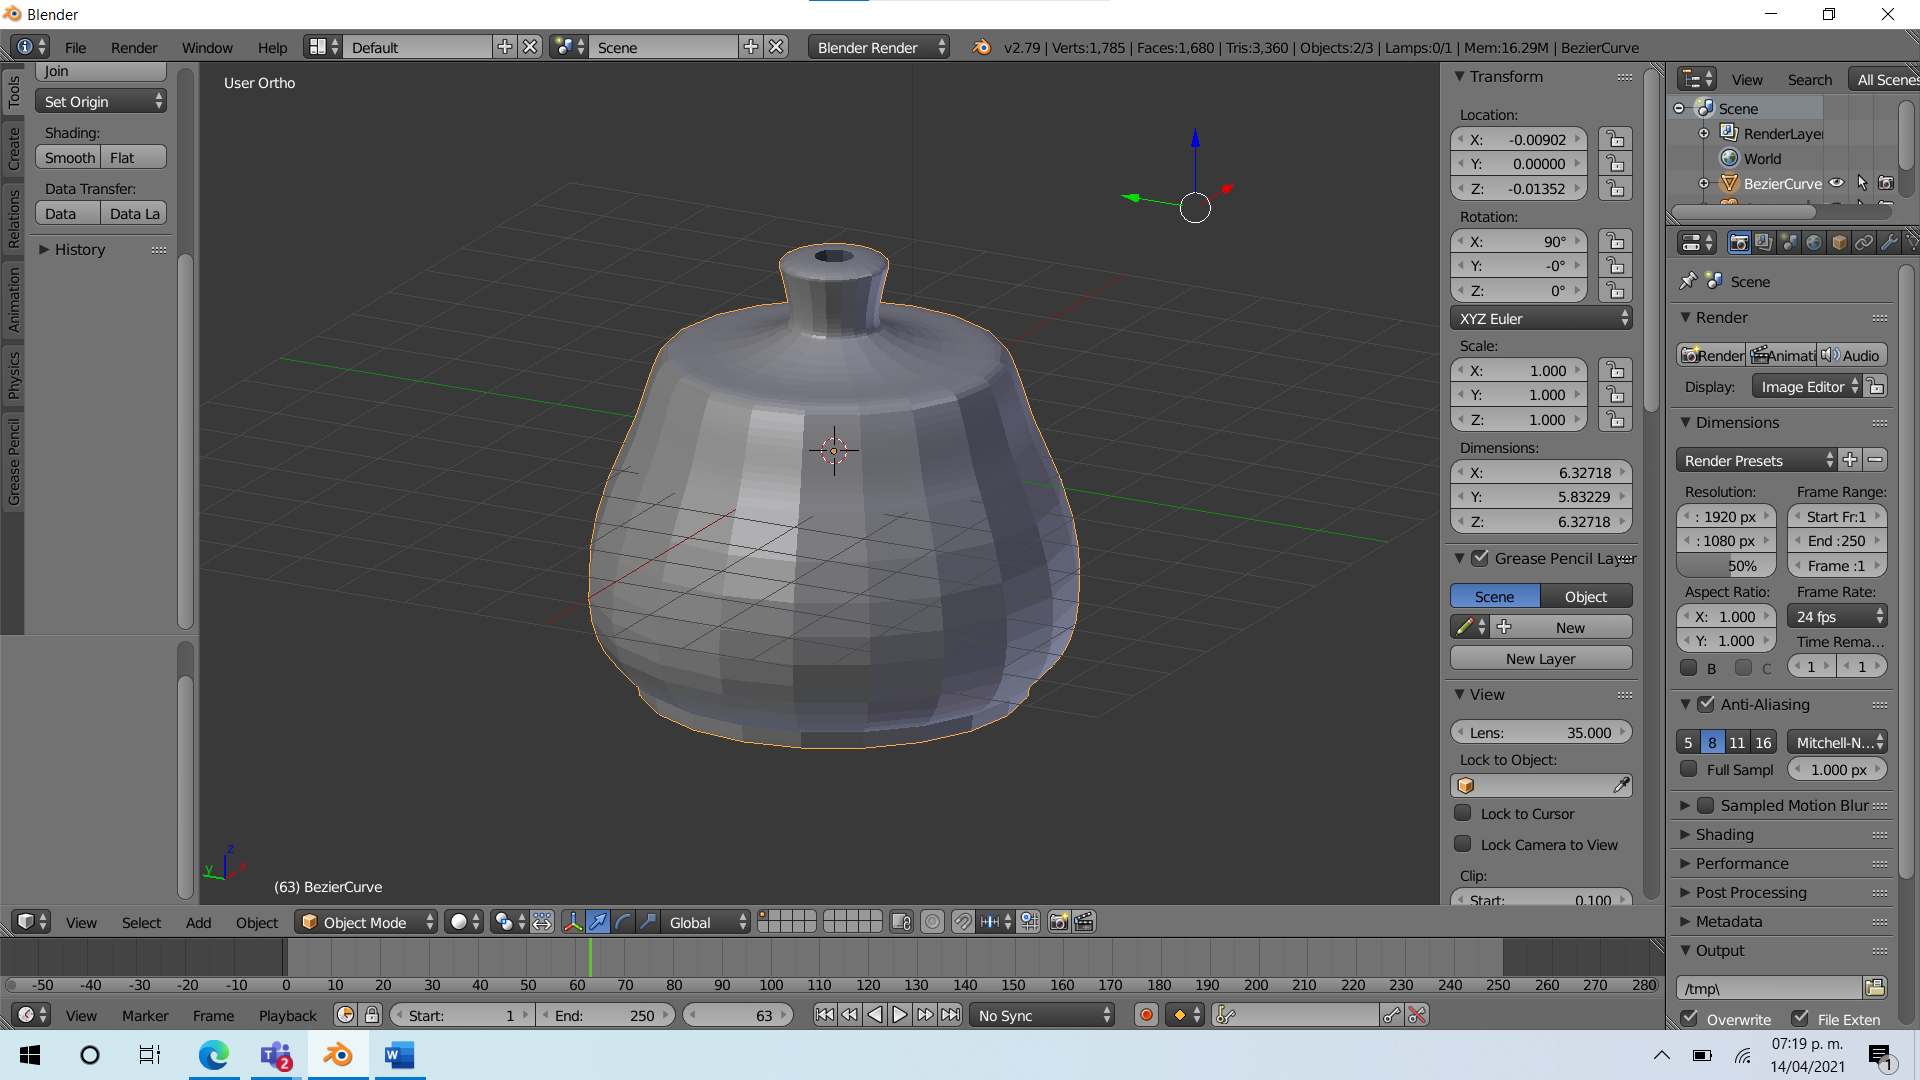 Blender
File Render Window Help Default Scene Blender Render v2.79 | Verts:1,785 | Faces:1,680 | Tris:3,360 | Objects:2/3 | Lamps:0/1 | Mem:16.29M | BezierCurve
Tools
Create
Relations
Animation
Physics
Grease Pencil
Join
Set Origin
Shading:
Smooth Flat
Data Transfer:
Data Data La
History
User Ortho
z
y x
(63) BezierCurve
Transform
Location:
X: -0.00902
Y: 0.00000
Z: -0.01352
Rotation:
X: 90°
Y: -0°
Z: 0°
XYZ Euler
Scale:
X: 1.000
Y: 1.000
Z: 1.000
Dimensions:
X: 6.32718
Y: 5.83229
Z: 6.32718
Grease Pencil Layer
Scene Object
New
New Layer
View
Lens: 35.000
Lock to Object:
Lock to Cursor
Lock Camera to View
Clip:
Start: 0.100
View Search All Scenes
Scene
RenderLayer
World
BezierCurve
Scene
Render
Render Animati Audio
Display: Image Editor
Dimensions
Render Presets
Resolution: Frame Range:
: 1920 px Start Fr:1
: 1080 px End :250
50% Frame :1
Aspect Ratio: Frame Rate:
X: 1.000 24 fps
Y: 1.000 Time Rema...
B C 1 1
Anti-Aliasing
5 8 11 16 Mitchell-N...
Full Sampl 1.000 px
Sampled Motion Blur
Shading
Performance
Post Processing
Metadata
Output
/tmp\
Overwrite File Exten
View Select Add Object Object Mode Global
-50 -40 -30 -20 -10 0 10 20 30 40 50 60 70 80 90 100 110 120 130 140 150 160 170 180 190 200 210 220 230 240 250 260 270 280
View Marker Frame Playback Start: 1 End: 250 63 No Sync
2
07:19 p. m.
14/04/2021
1